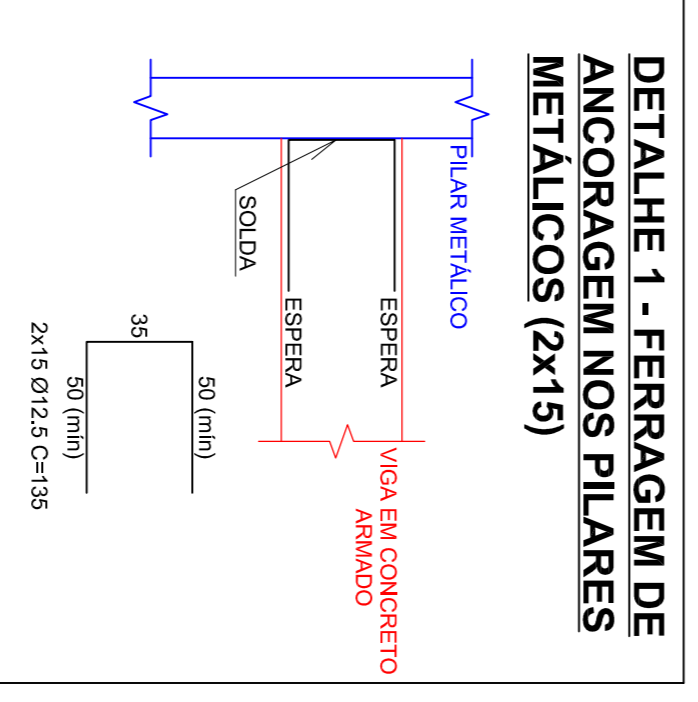 DETALHE 1 - FERRAGEM DE
ANCORAGEM NOS PILARES
METÁLICOS (2x15)
PILAR METÁLICO
SOLDA
ESPERA
ESPERA
VIGA EM CONCRETO
ARMADO
50 (mín)
35
50 (mín)
2x15 Ø12.5 C=135